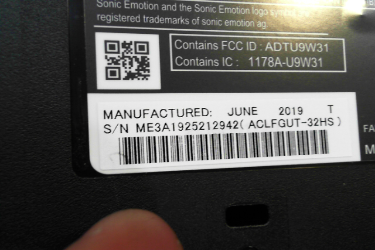 Sonic Emotion and the Sonic Emotion logo
registered trademarks of sonic emotion ag.
Contains FCC ID : ADTU9W31
Contains IC : 1178A-U9W31
MANUFACTURED: JUNE 2019 T
S/N ME3A1925212942 ( ACLFGUT-32HS )
FA
M